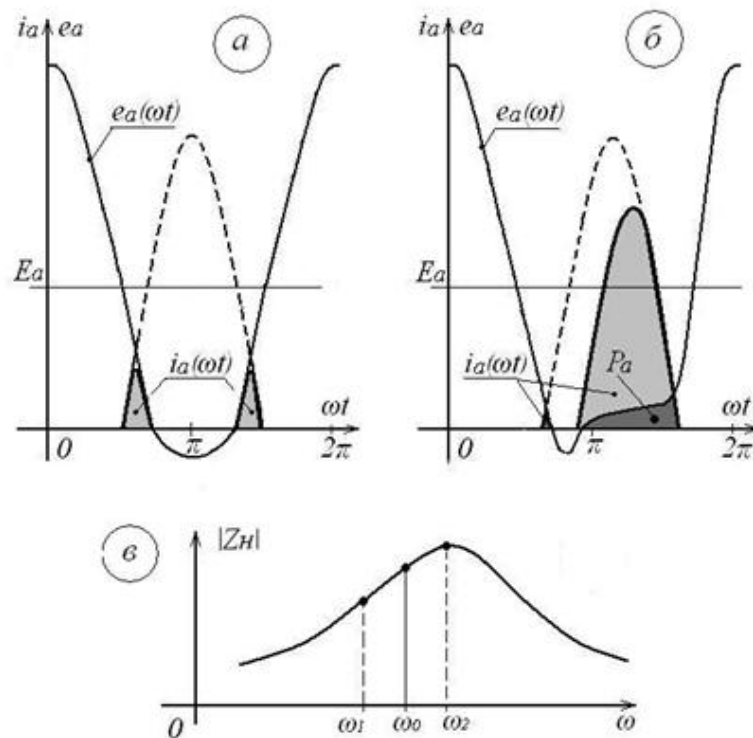 iа eа
а
eа(ωt)
Eа
iа(ωt)
ωt
0
π
2π
iа eа
б
eа(ωt)
Eа
iа(ωt)
Pа
ωt
0
π
2π
в
|Zн|
0
ω₁
ω₀
ω₂
ω